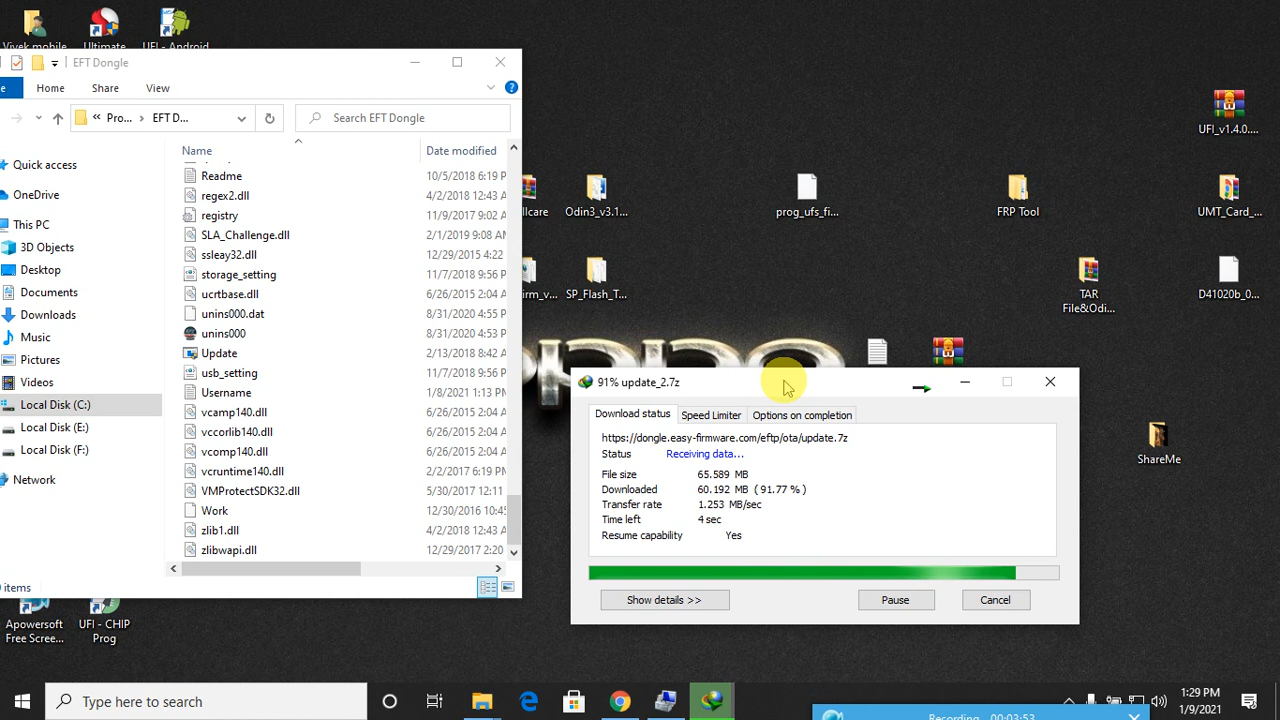 Vivek mobile
Ultimate
UFI - Android
EFT Dongle
Home
Share
View
Pro...
EFT D...
Search EFT Dongle
Name
Date modified
Quick access
OneDrive
This PC
3D Objects
Desktop
Documents
Downloads
Music
Pictures
Videos
Local Disk (C:)
Local Disk (E:)
Local Disk (F:)
Network
Readme 10/5/2018 6:19 P
regex2.dll 4/2/2018 12:43 A
registry 11/9/2017 9:02 A
SLA_Challenge.dll 2/1/2019 9:08 AM
ssleay32.dll 12/29/2015 4:22
storage_setting 11/7/2018 9:56 P
ucrtbase.dll 6/26/2015 2:04 A
unins000.dat 8/31/2020 4:55 P
unins000 8/31/2020 4:53 P
Update 2/13/2018 8:42 A
usb_setting 11/7/2018 9:56 P
Username 1/8/2021 1:13 PM
vcamp140.dll 6/26/2015 2:04 A
vccorlib140.dll 6/26/2015 2:04 A
vcomp140.dll 6/26/2015 2:04 A
vcruntime140.dll 2/2/2017 6:19 PM
VMProtectSDK32.dll 5/30/2017 12:11
Work 12/30/2016 10:45
zlib1.dll 4/2/2018 12:43 A
zlibwapi.dll 12/29/2017 2:20
items
llcare
Odin3_v3.1...
prog_ufs_fi...
FRP Tool
UFI_v1.4.0....
UMT_Card_...
irm_v...
SP_Flash_T...
TAR
File&Odi...
D41020b_0...
ShareMe
91% update_2.7z
Download status
Speed Limiter
Options on completion
https://dongle.easy-firmware.com/eftp/ota/update.7z
Status Receiving data...
File size 65.589 MB
Downloaded 60.192 MB ( 91.77 % )
Transfer rate 1.253 MB/sec
Time left 4 sec
Resume capability Yes
Show details >>
Pause
Cancel
Apowersoft
Free Scree...
UFI - CHIP
Prog
Type here to search
1:29 PM
1/9/2021
Recording 00:03:53